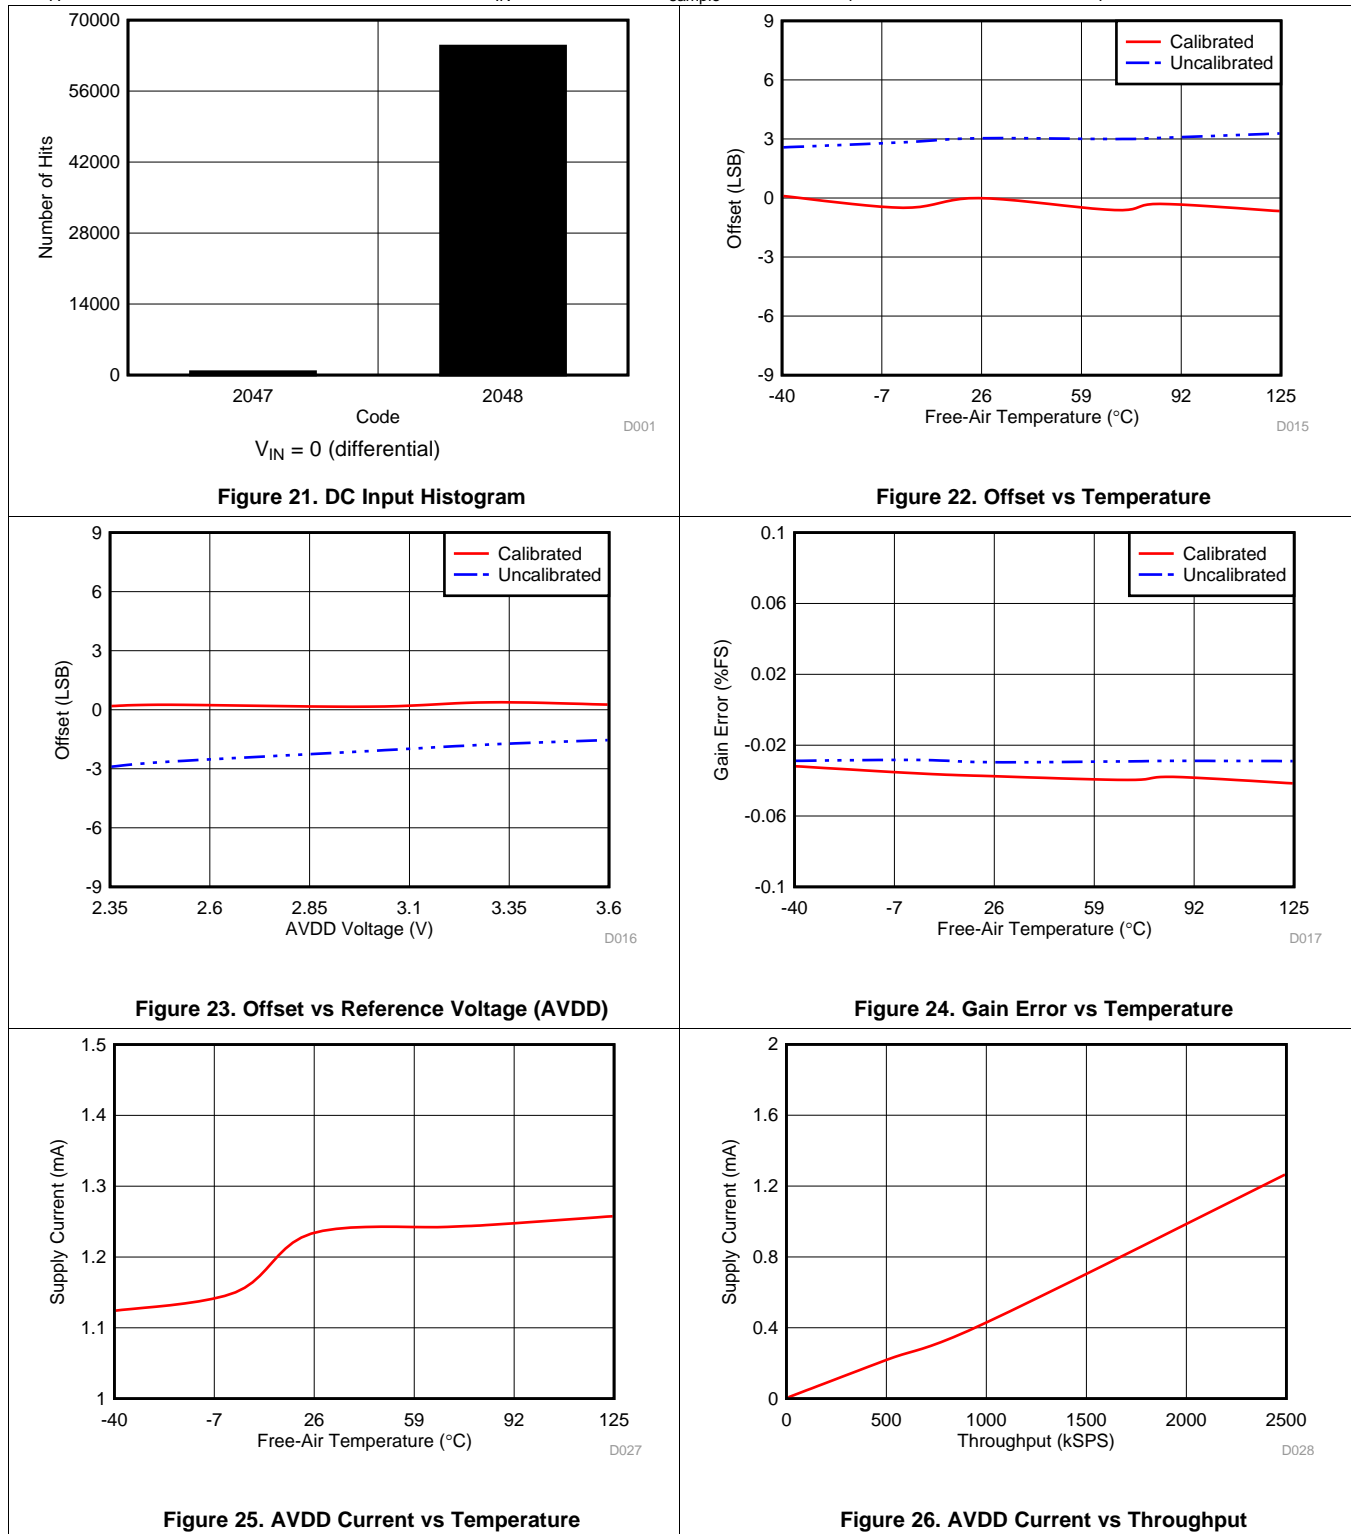 IN
sample
70000
56000
42000
28000
14000
0
Number of Hits
2047
2048
Code
D001
VIN = 0 (differential)
Figure 21. DC Input Histogram
9
6
3
0
-3
-6
-9
Offset (LSB)
Calibrated
Uncalibrated
-40
-7
26
59
92
125
Free-Air Temperature (°C)
D015
Figure 22. Offset vs Temperature
9
6
3
0
-3
-6
-9
Offset (LSB)
Calibrated
Uncalibrated
2.35
2.6
2.85
3.1
3.35
3.6
AVDD Voltage (V)
D016
Figure 23. Offset vs Reference Voltage (AVDD)
0.1
0.06
0.02
-0.02
-0.06
-0.1
Gain Error (%FS)
Calibrated
Uncalibrated
-40
-7
26
59
92
125
Free-Air Temperature (°C)
D017
Figure 24. Gain Error vs Temperature
1.5
1.4
1.3
1.2
1.1
1
Supply Current (mA)
-40
-7
26
59
92
125
Free-Air Temperature (°C)
D027
Figure 25. AVDD Current vs Temperature
2
1.6
1.2
0.8
0.4
0
Supply Current (mA)
0
500
1000
1500
2000
2500
Throughput (kSPS)
D028
Figure 26. AVDD Current vs Throughput